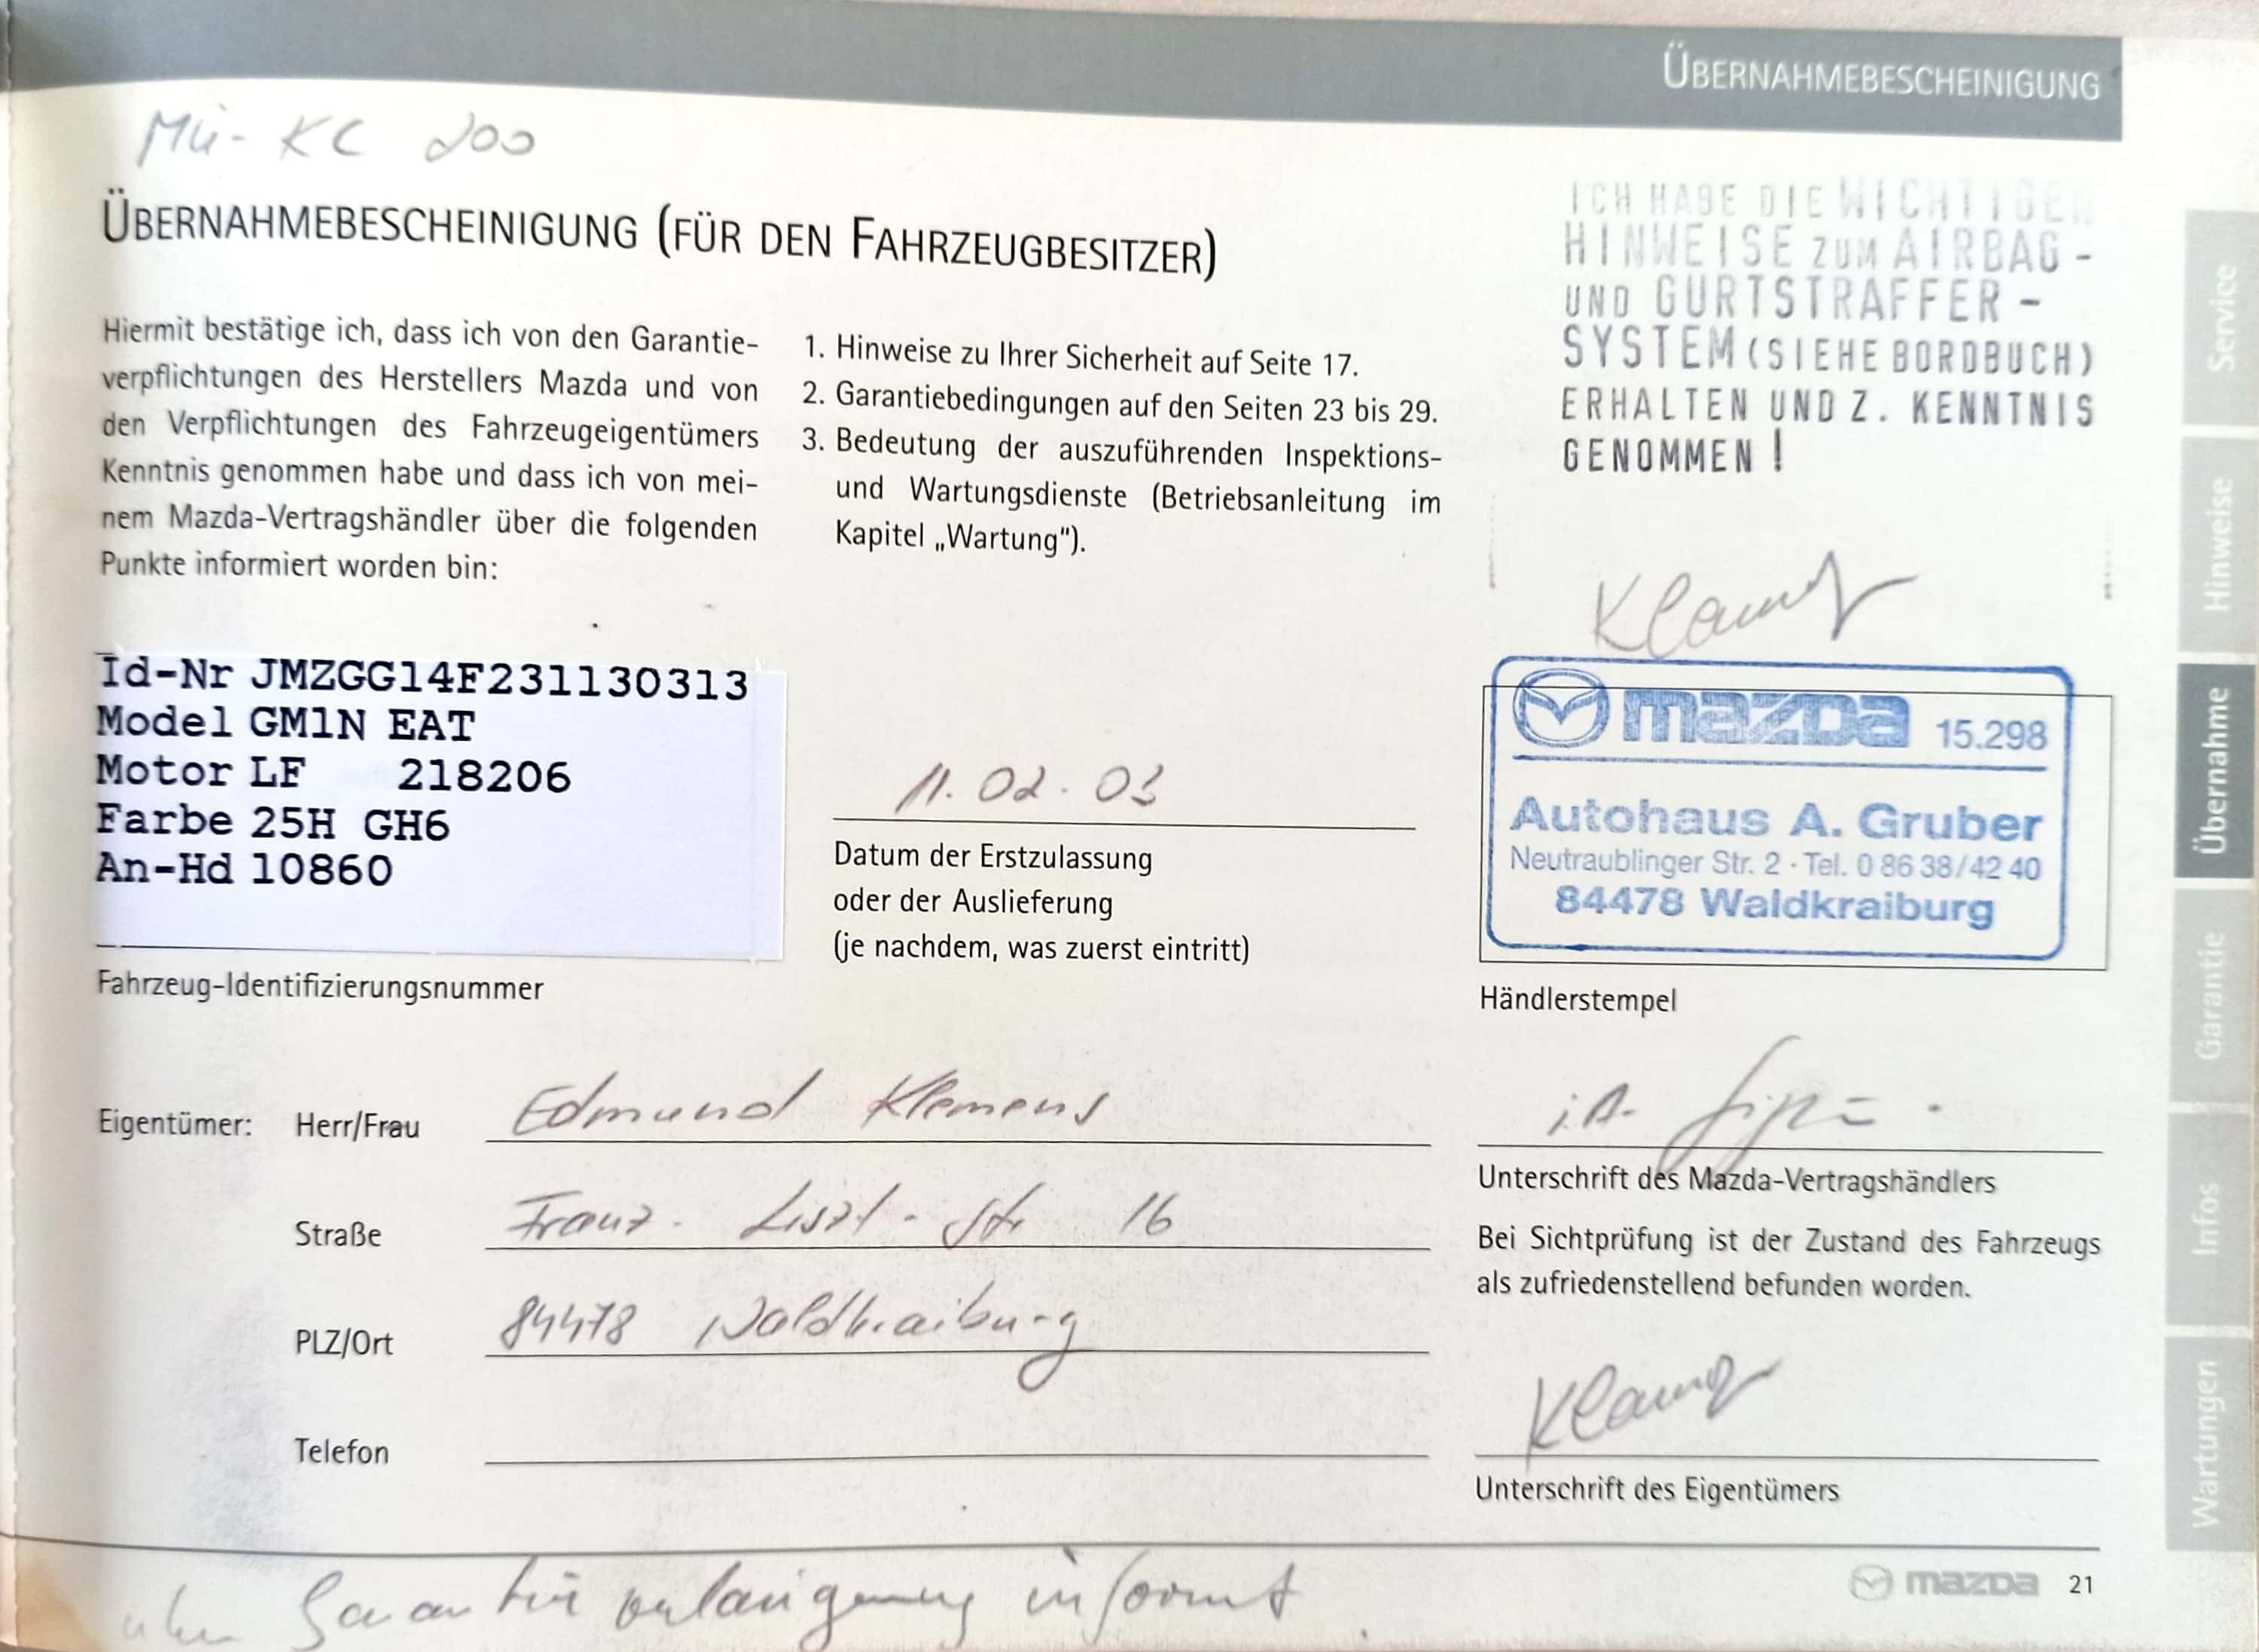 ÜBERNAHMEBESCHEINIGUNG
MÜ- KC 200
ÜBERNAHMEBESCHEINIGUNG (FÜR DEN FAHRZEUGBESITZER)
Hiermit bestätige ich, dass ich von den Garantie-
verpflichtungen des Herstellers Mazda und von
den Verpflichtungen des Fahrzeugeigentümers
Kenntnis genommen habe und dass ich von mei-
nem Mazda-Vertragshändler über die folgenden
Punkte informiert worden bin:
1. Hinweise zu Ihrer Sicherheit auf Seite 17.
2. Garantiebedingungen auf den Seiten 23 bis 29.
3. Bedeutung der auszuführenden Inspektions-
und Wartungsdienste (Betriebsanleitung im
Kapitel „Wartung").
ICH HABE DIE WICHTIGEN
HINWEISE ZUM AIRBAG -
UND GURTSTRAFFER -
SYSTEM (SIEHE BORDBUCH)
ERHALTEN UND Z. KENNTNIS
GENOMMEN !
Id-Nr JMZGG14F231130313
Model GM1N EAT
Motor LF 218206
Farbe 25H GH6
An-Hd 10860
Fahrzeug-Identifizierungsnummer
11.02.03
Datum der Erstzulassung
oder der Auslieferung
(je nachdem, was zuerst eintritt)
mazda 15.298
Autohaus A. Gruber
Neutraublinger Str. 2 · Tel. 0 86 38/42 40
84478 Waldkraiburg
Händlerstempel
Eigentümer: Herr/Frau Edmund Klemens
Straße Franz-Liszt-Str 16
PLZ/Ort 84478 Waldkraiburg
Telefon
i.A.
Unterschrift des Mazda-Vertragshändlers
Bei Sichtprüfung ist der Zustand des Fahrzeugs
als zufriedenstellend befunden worden.
Unterschrift des Eigentümers
über Garantieverlängerung informt
mazda 21
Service
Hinweise
Übernahme
Garantie
Infos
Wartungen